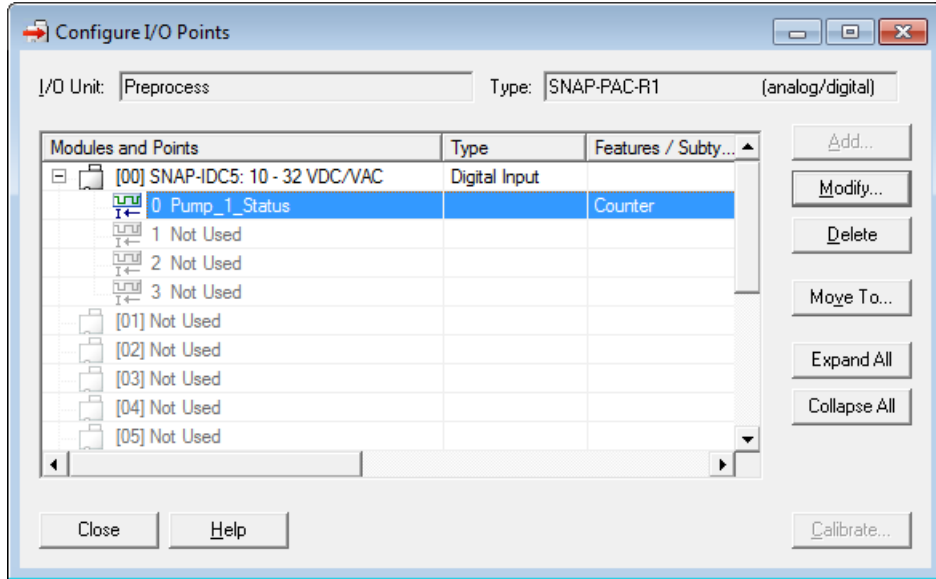 Configure I/O Points
I/O Unit: Preprocess Type: SNAP-PAC-R1 (analog/digital)
Modules and Points Type Features / Subty...
[00] SNAP-IDC5: 10 - 32 VDC/VAC Digital Input
0 Pump_1_Status Counter
1 Not Used
2 Not Used
3 Not Used
[01] Not Used
[02] Not Used
[03] Not Used
[04] Not Used
[05] Not Used
Add...
Modify...
Delete
Move To...
Expand All
Collapse All
Close Help Calibrate...